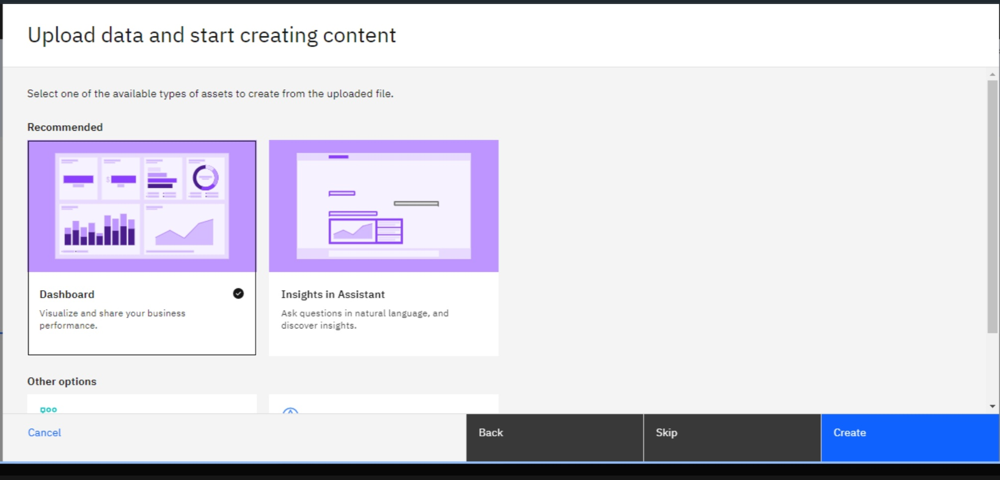 Upload data and start creating content
Select one of the available types of assets to create from the uploaded file.
Recommended
$
Dashboard
Visualize and share your business
performance.
Insights in Assistant
Ask questions in natural language, and
discover insights.
Other options
Cancel
Back
Skip
Create